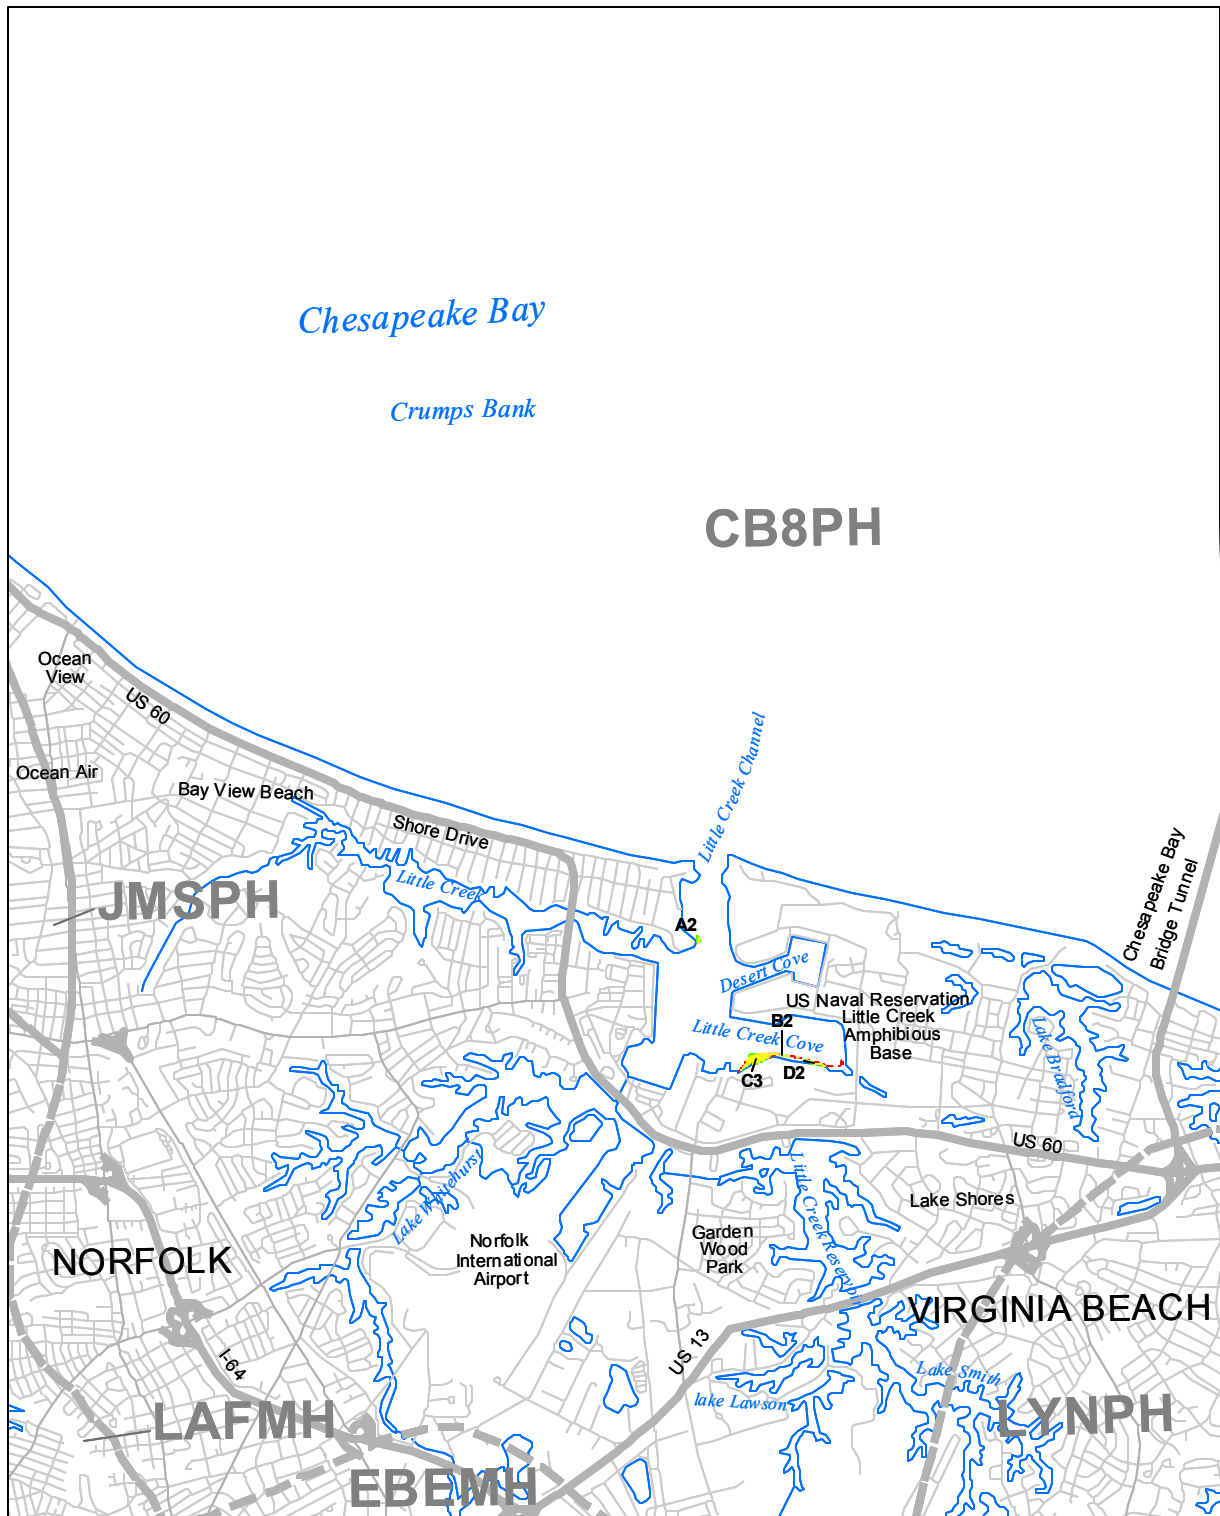 Chesapeake Bay
Crumps Bank
CB8PH
Ocean
View
US 60
Ocean Air
Bay View Beach
Shore Drive
Little Creek Channel
Little Creek
JMSPH
A2
Chesapeake Bay
Bridge Tunnel
Desert Cove
US Naval Reservation
Little Creek
Amphibious
Base
B2
Little Creek Cove
C3
D2
Lake Bradford
US 60
Lake Whitehurst
Little Creek Reservoir
Lake Shores
Garden
Wood
Park
Norfolk
International
Airport
NORFOLK
VIRGINIA BEACH
I-64
US 13
Lake Smith
lake Lawson
LAFMH
LYNPH
EBEMH